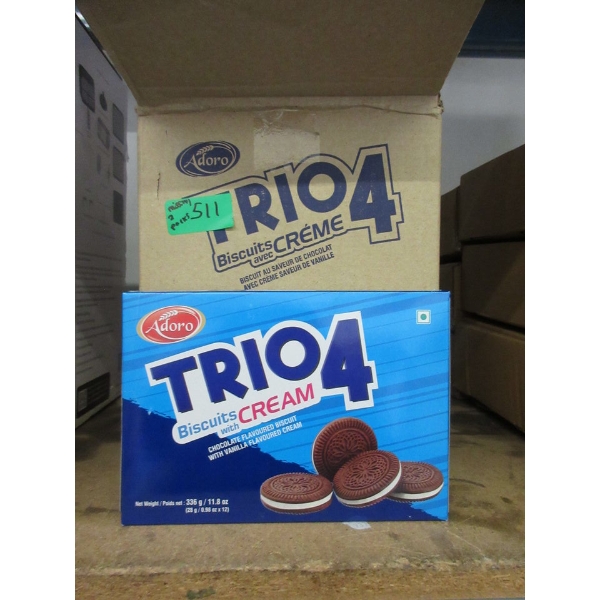 Adoro
TRIO4
511
Biscuits
avec CRÉME
BISCUIT AU SAVEUR DE CHOCOLAT
AVEC CRÉME SAVEUR DE VANILLE
Adoro
TRIO4
Biscuits
with CREAM
CHOCOLATE FLAVOURED BISCUIT
WITH VANILLA FLAVOURED CREAM
Net Weight / Poids net : 336 g / 11.8 oz
(28 g / 0.98 oz x 12)